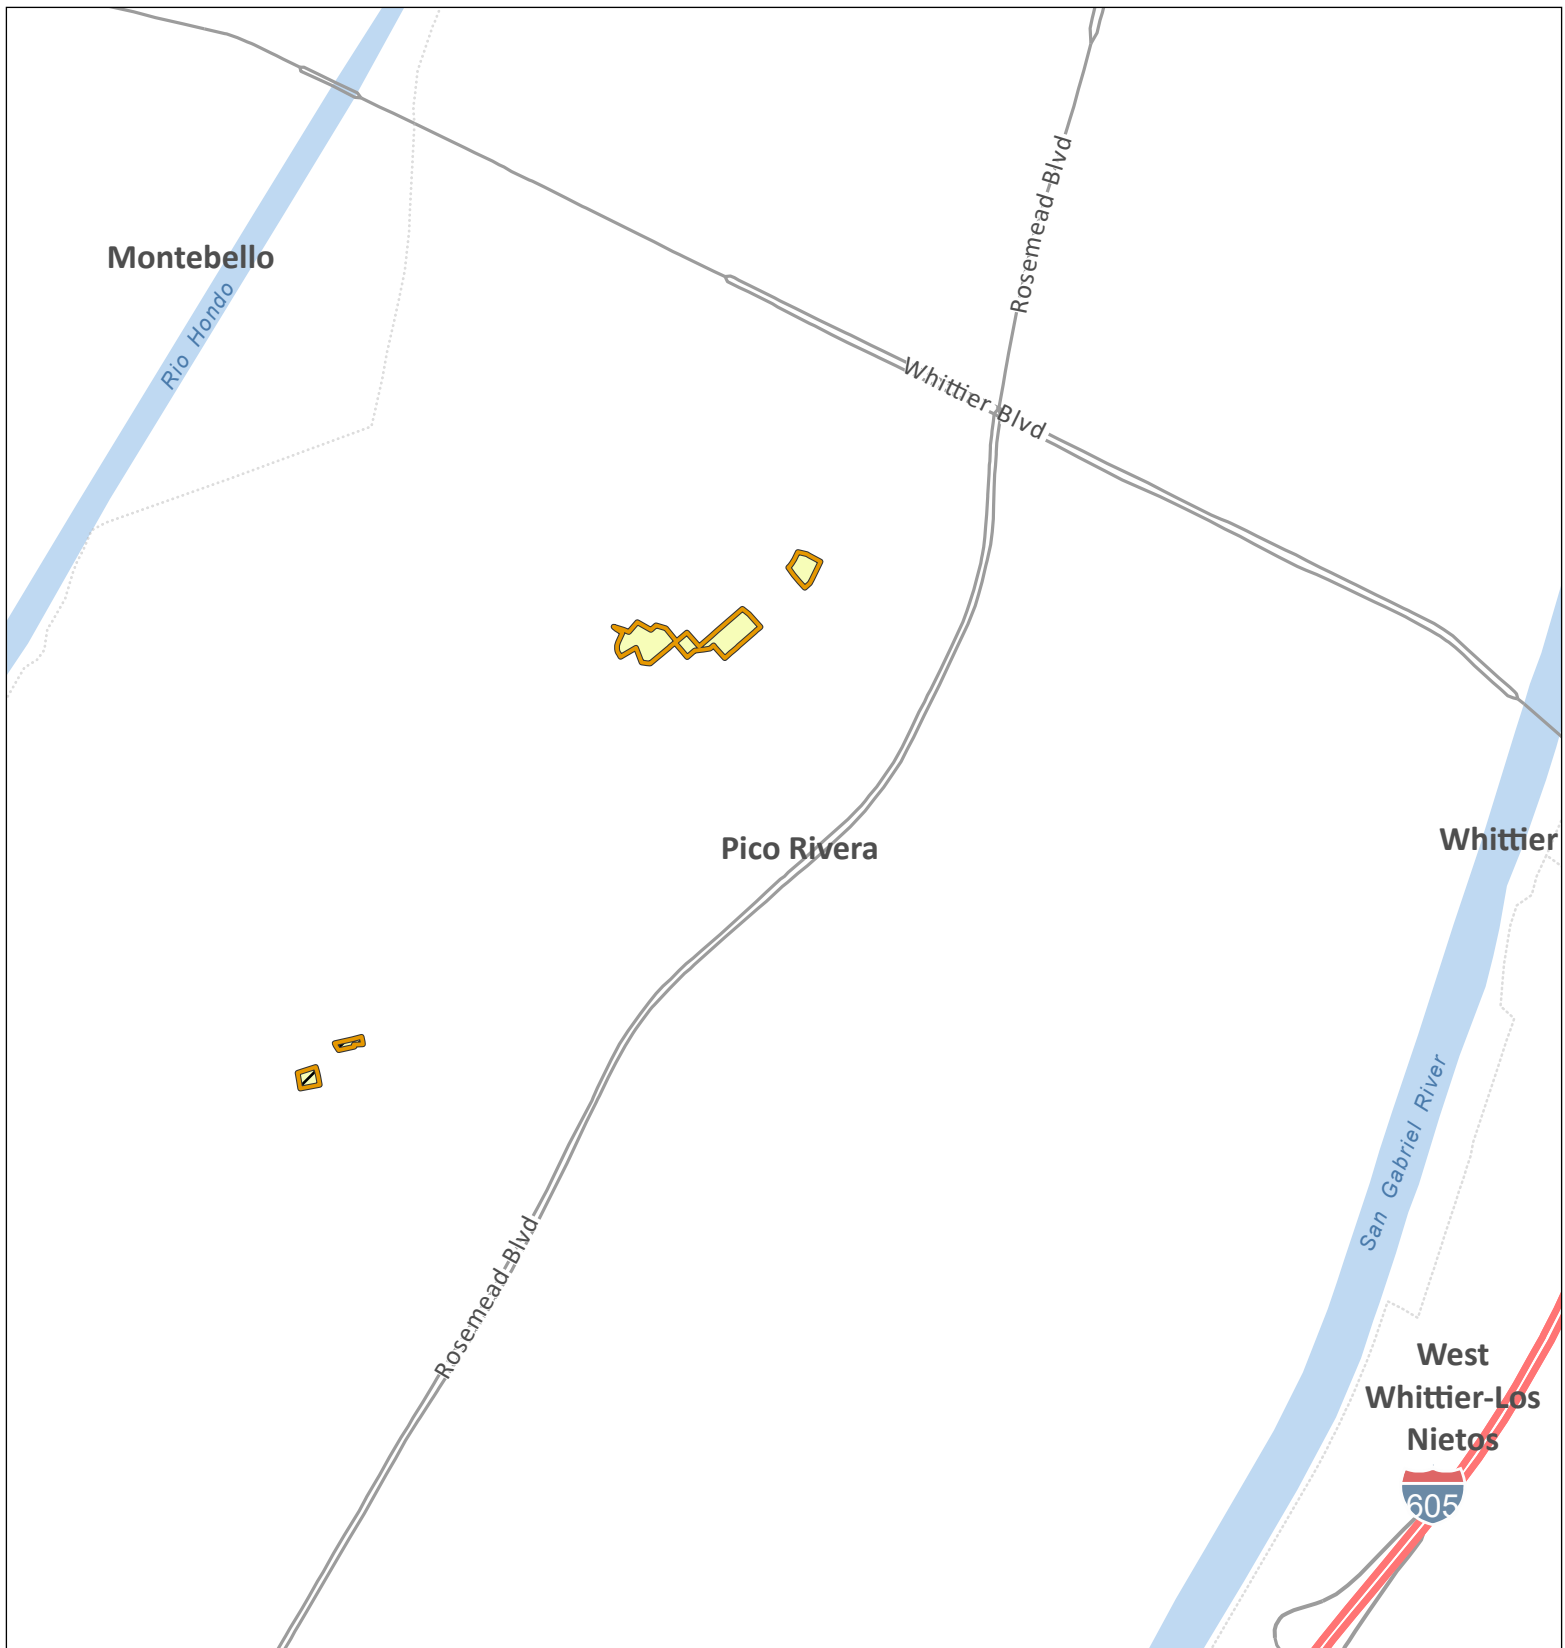 Rosemead Blvd
Montebello
Rio Hondo
Whittier Blvd
Pico Rivera
Whittier
San Gabriel River
Rosemead Blvd
West
Whittier-Los
Nietos
605